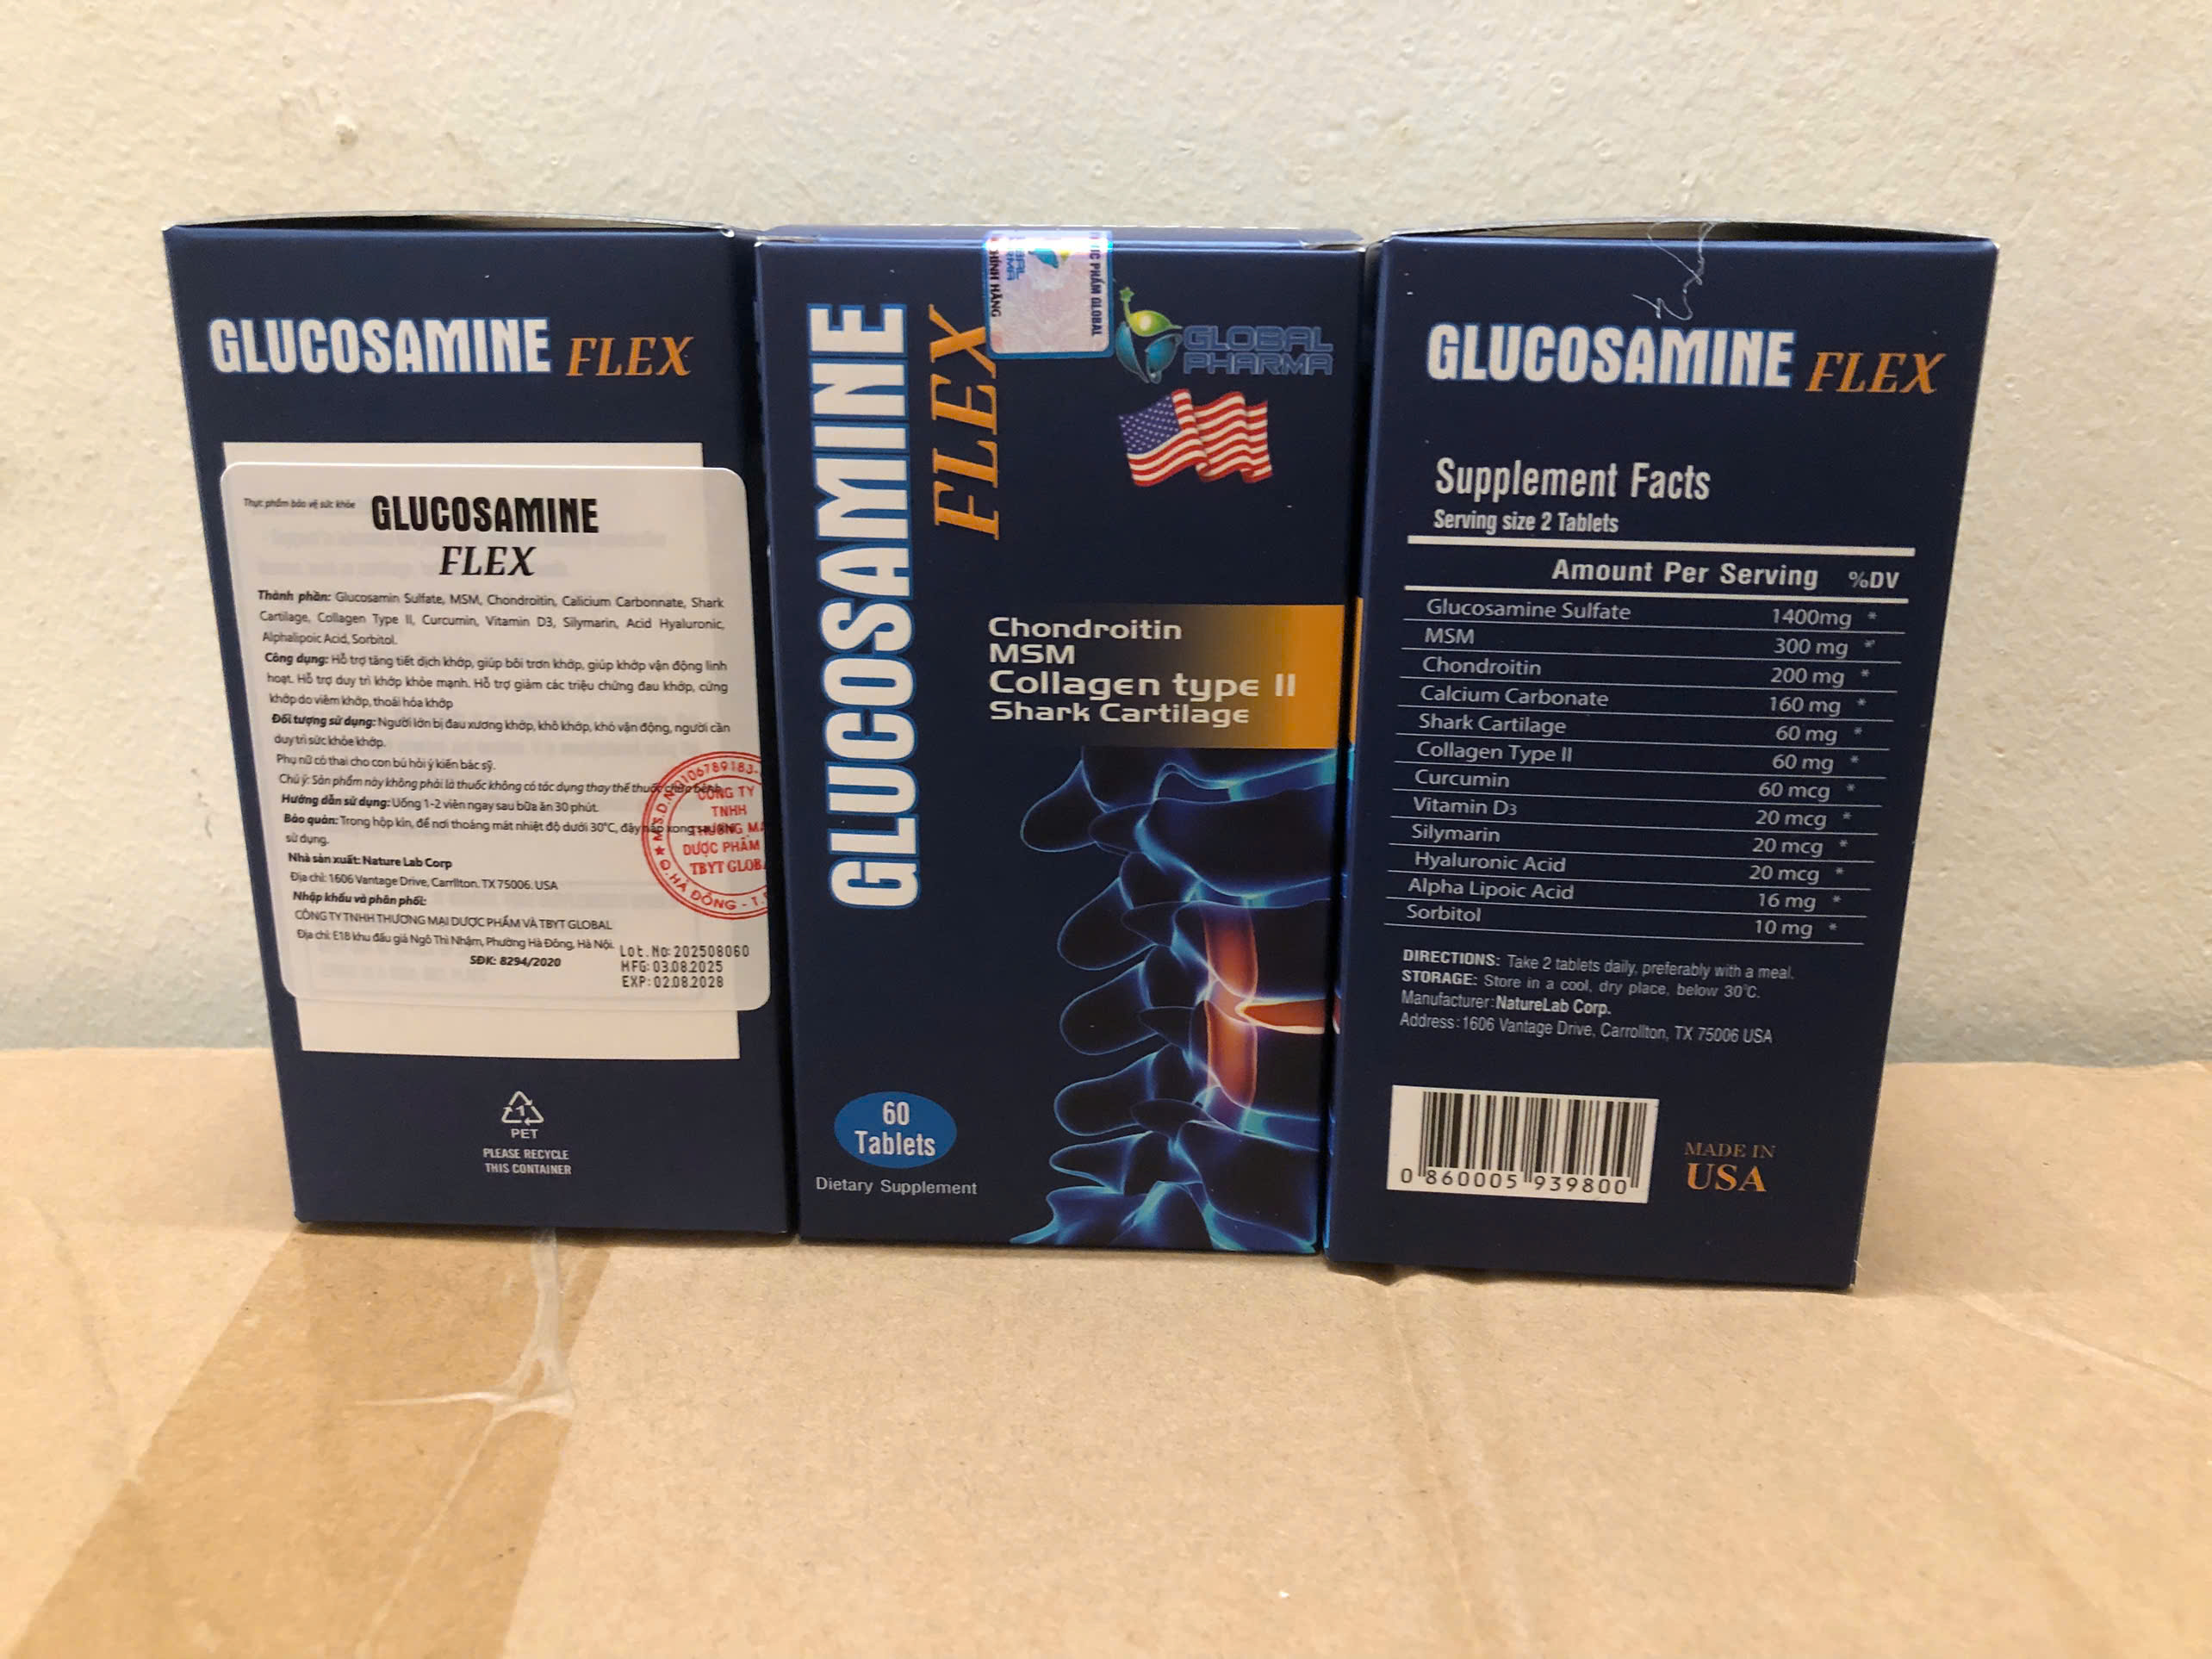 GLUCOSAMINE FLEX
Thực phẩm bảo vệ sức khỏe
GLUCOSAMINE
FLEX
Thành phần: Glucosamin Sulfate, MSM, Chondroitin, Calicium Carbonnate, Shark
Cartilage, Collagen Type II, Curcumin, Vitamin D3, Silymarin, Acid Hyaluronic,
Alphalipoic Acid, Sorbitol.
Công dụng: Hỗ trợ tăng tiết dịch khớp, giúp bôi trơn khớp, giúp khớp vận động linh
hoạt. Hỗ trợ duy trì khớp khỏe mạnh. Hỗ trợ giảm các triệu chứng đau khớp, cứng
khớp do viêm khớp, thoái hóa khớp
Đối tượng sử dụng: Người lớn bị đau xương khớp, khô khớp, khó vận động, người cần
duy trì sức khỏe khớp.
Phụ nữ có thai cho con bú hỏi ý kiến bác sỹ.
Chú ý: Sản phẩm này không phải là thuốc không có tác dụng thay thế thuốc chữa bệnh.
Hướng dẫn sử dụng: Uống 1-2 viên ngay sau bữa ăn 30 phút.
Bảo quản: Trong hộp kín, để nơi thoáng mát nhiệt độ dưới 30°C, đậy nắp xong sau
sử dụng.
Nhà sản xuất: Nature Lab Corp
Địa chỉ: 1606 Vantage Drive, Carrllton. TX 75006. USA
Nhập khẩu và phân phối:
CÔNG TY TNHH THƯƠNG MẠI DƯỢC PHẨM VÀ TBYT GLOBAL
Địa chỉ: E18 khu đấu giá Ngô Thì Nhậm, Phường Hà Đông, Hà Nội.
SĐK: 8294/2020
Lot. No: 202508060
MFG: 03.08.2025
EXP: 02.08.2028
M.S.D.N: 0106789183
CÔNG TY
TNHH
THƯƠNG MẠ
DƯỢC PHẨM
TBYT GLOB
Q. HÀ ĐÔNG - T.
1
PET
PLEASE RECYCLE
THIS CONTAINER
GLUCOSAMINE
FLEX
HÍNH HÃNG
PHẨM GLOBAL
GLOBAL
PHARMA
Chondroitin
MSM
Collagen type II
Shark Cartilage
60
Tablets
Dietary Supplement
GLUCOSAMINE FLEX
Supplement Facts
Serving size 2 Tablets
Amount Per Serving %DV
Glucosamine Sulfate 1400mg *
MSM 300 mg *
Chondroitin 200 mg *
Calcium Carbonate 160 mg *
Shark Cartilage 60 mg *
Collagen Type II 60 mg *
Curcumin 60 mcg *
Vitamin D3 20 mcg *
Silymarin 20 mcg *
Hyaluronic Acid 20 mcg *
Alpha Lipoic Acid 16 mg *
Sorbitol 10 mg *
DIRECTIONS: Take 2 tablets daily, preferably with a meal.
STORAGE: Store in a cool, dry place, below 30°C.
Manufacturer: NatureLab Corp.
Address: 1606 Vantage Drive, Carrollton, TX 75006 USA
0 860005 939800
MADE IN
USA